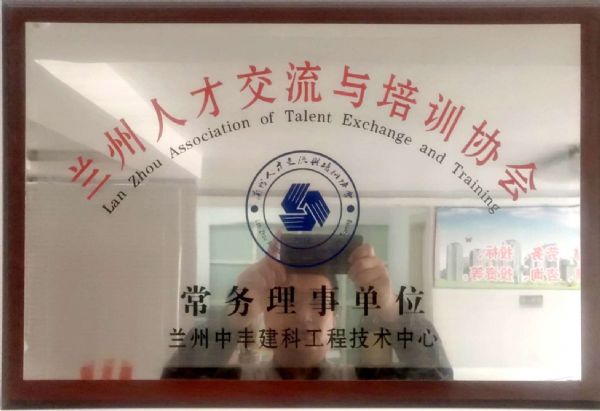 兰州人才交流与培训协会
Lan Zhou Association of Talent Exchange and Training
常务理事单位
兰州中丰建科工程技术中心